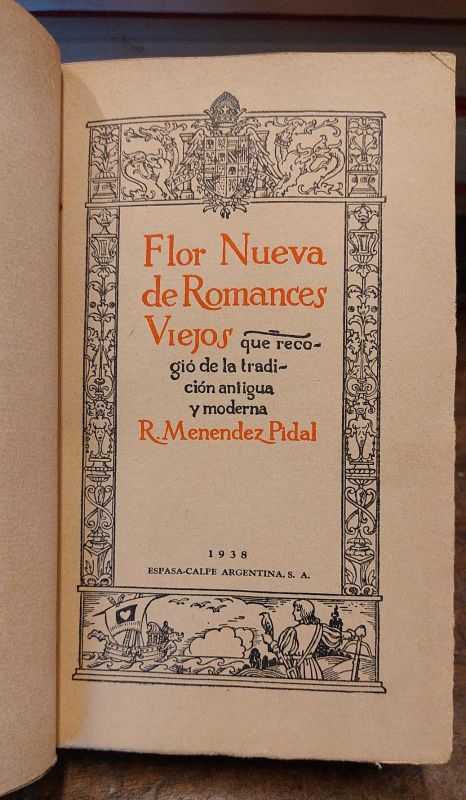 Flor Nueva
de Romances
Viejos que reco-
gió de la tradi-
ción antigua
y moderna
R. Menendez Pidal
1938
ESPASA-CALPE ARGENTINA, S. A.